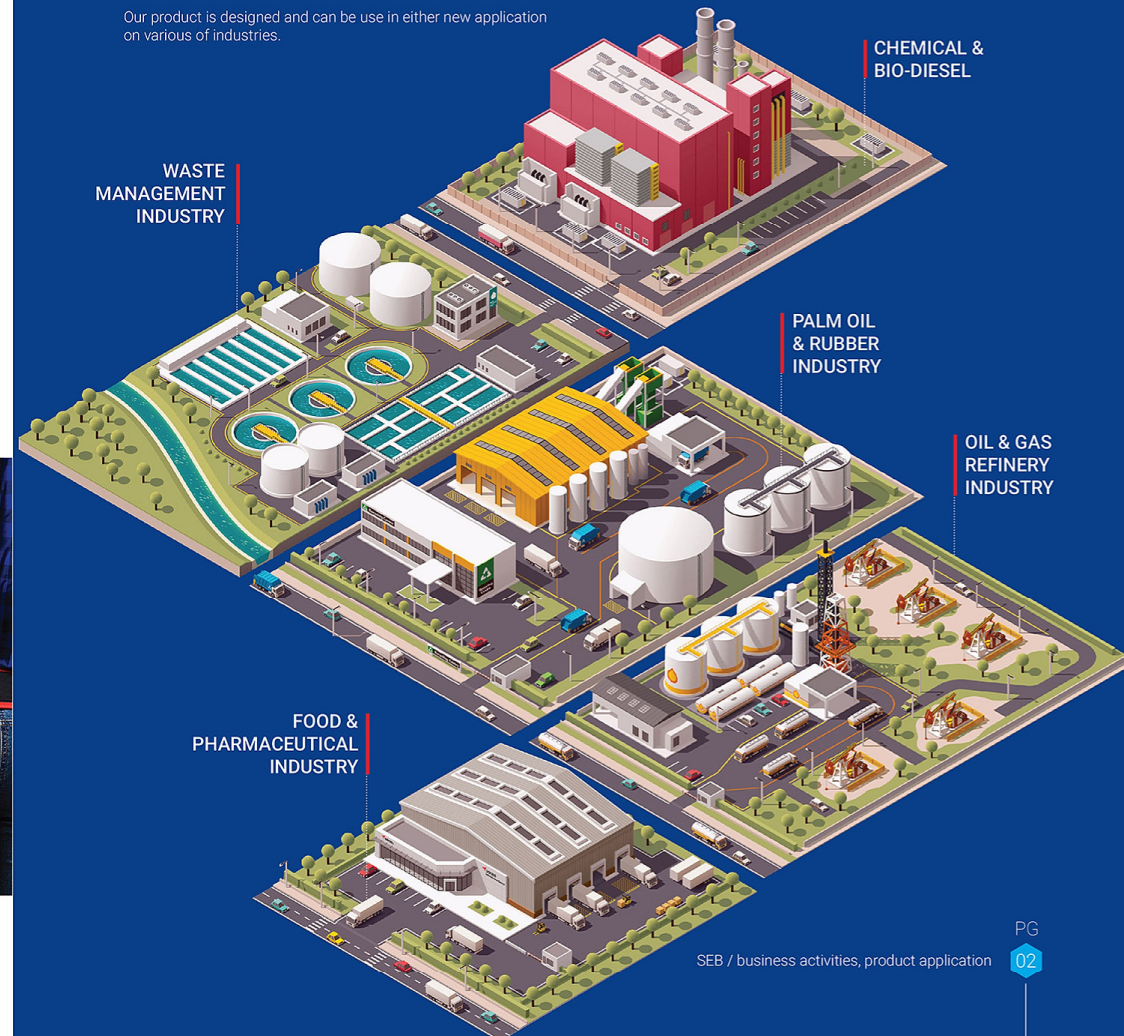 Our product is designed and can be use in either new application
on various of industries.
CHEMICAL &
BIO-DIESEL
WASTE
MANAGEMENT
INDUSTRY
PALM OIL
& RUBBER
INDUSTRY
OIL & GAS
REFINERY
INDUSTRY
FOOD &
PHARMACEUTICAL
INDUSTRY
PG
SEB / business activities, product application
02